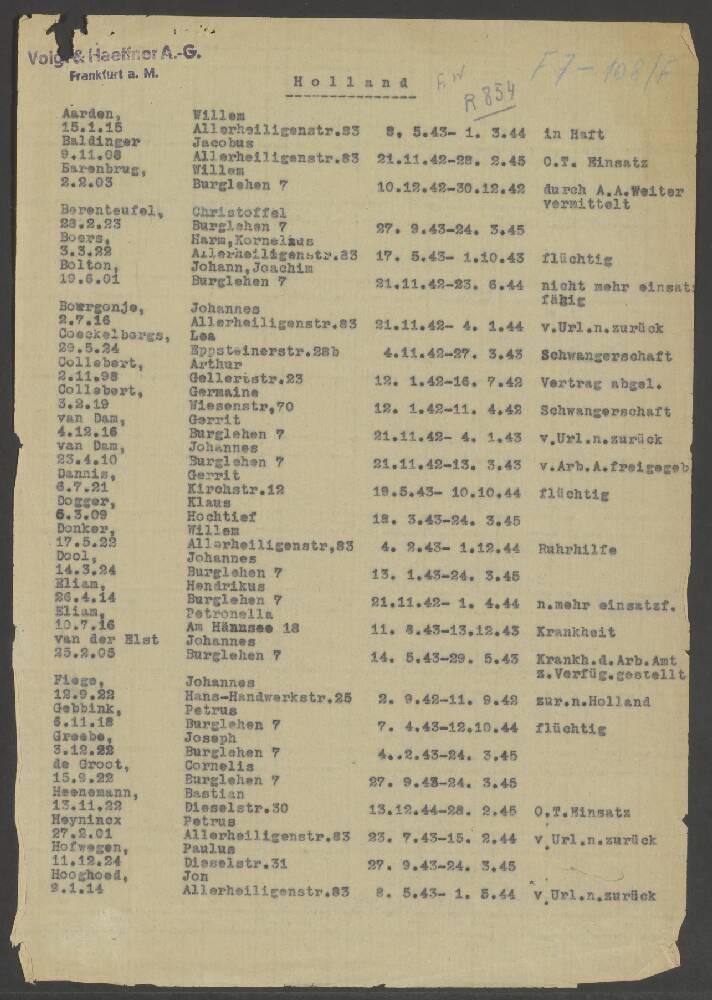 Voigt & Haeffner A.-G.
Frankfurt a. M.
F7-108/F
R 854
Holland
Aarden, Willem
15.1.15 Allerheiligenstr.83 8. 5.43- 1. 3.44 in Haft
Baldinger Jacobus
9.11.08 Allerheiligenstr.83 21.11.42-28. 2.45 O.T. Einsatz
Barenbrug, Willem
2.2.03 Burglehen 7 10.12.42-30.12.42 durch A.A.Weiter
vermittelt
Berenteufel, Christoffel
28.2.23 Burglehen 7 27. 9.43-24. 3.45
Boers, Harm,Kornelius
3.3.22 Allerheiligenstr.83 17. 5.43- 1.10.43 flüchtig
Bolton, Johann,Joachim
19.6.01 Burglehen 7 21.11.42-23. 6.44 nicht mehr einsatz
fähig
Bourgonje, Johannes
2.7.16 Allerheiligenstr.83 21.11.42- 4. 1.44 v.Url.n.zurück
Coeckelbergs, Lea
29.5.24 Eppsteinerstr.28b 4.11.42-27. 3.43 Schwangerschaft
Collebert, Arthur
2.11.98 Gellertstr.23 12. 1.42-16. 7.42 Vertrag abgel.
Collebert, Germaine
3.2.19 Wiesenstr,70 12. 1.42-11. 4.42 Schwangerschaft
van Dam, Gerrit
4.12.16 Burglehen 7 21.11.42- 4. 1.43 v.Url.n.zurück
van Dam, Johannes
23.4.10 Burglehen 7 21.11.42-13. 3.43 v.Arb.A.freigegeb
Dannis, Gerrit
6.7.21 Kirchstr.12 19.5.43- 10.10.44 flüchtig
Dogger, Klaus
6.3.09 Hochtief 18. 3.43-24. 3.45
Donker, Willem
17.5.22 Allerheiligenstr,83 4. 2.43- 1.12.44 Ruhrhilfe
Dool, Johannes
14.3.24 Burglehen 7 13. 1.43-24. 3.45
Eliam, Hendrikus
26.4.14 Burglehen 7 21.11.42- 1. 4.44 n.mehr einsatzf.
Eliam, Petronella
10.7.16 Am Hännsee 18 11. 8.43-13.12.43 Krankheit
van der Elst Johannes
25.2.05 Burglehen 7 14. 5.43-29. 5.43 Krankh.d.Arb.Amt
z.Verfüg.gestellt
Fiege, Johannes
12.9.22 Hans-Handwerkstr.25 2. 9.42-11. 9.42 zur.n.Holland
Gebbink, Petrus
6.11.18 Burglehen 7 7. 4.43-12.10.44 flüchtig
Greebe, Joseph
3.12.22 Burglehen 7 4..2.43-24. 3.45
de Groot, Cornelis
15.9.22 Burglehen 7 27. 9.43-24. 3.45
Heenemann, Bastian
13.11.22 Dieselstr.30 13.12.44-28. 2.45 O.T.Einsatz
Heyninck Petrus
27.2.01 Allerheiligenstr.83 23. 7.43-15. 2.44 v.Url.n.zurück
Hofwegen, Paulus
11.12.24 Dieselstr.31 27. 9.43-24. 3.45
Hooghoed, Jon
9.1.14 Allerheiligenstr.83 8. 5.43- 1. 5.44 v.Url.n.zurück